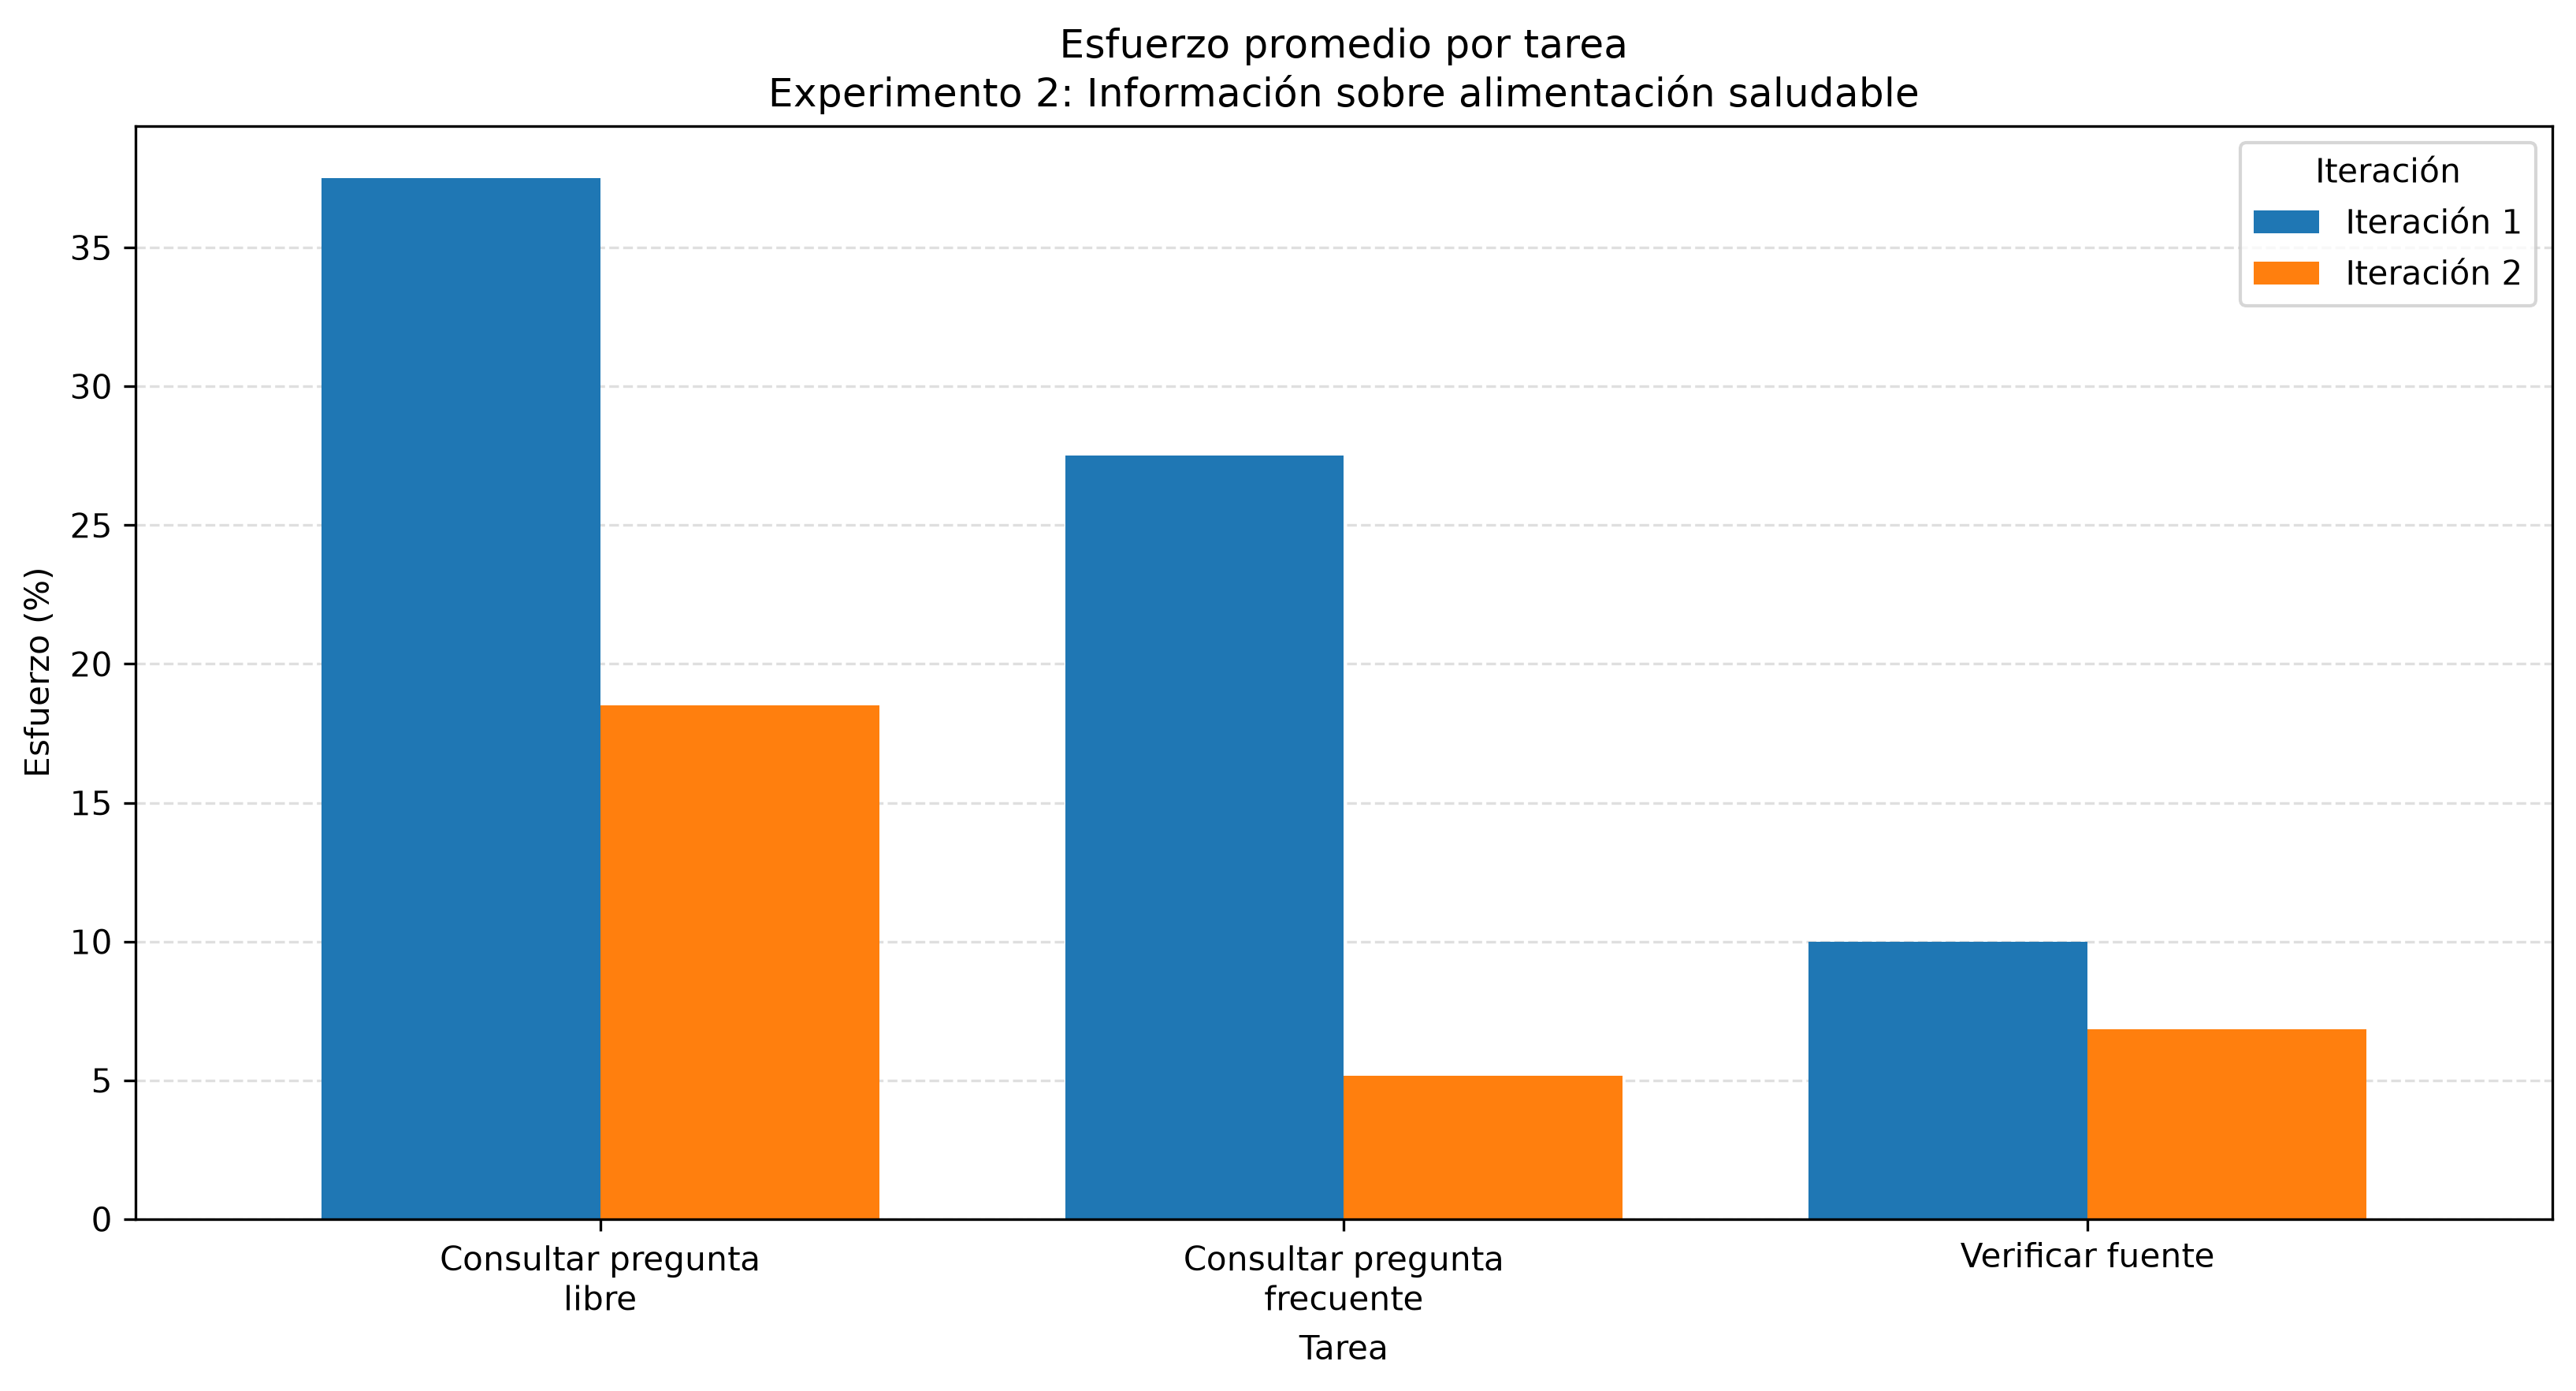 Esfuerzo promedio por tarea
Experimento 2: Información sobre alimentación saludable
Iteración
Iteración 1
Iteración 2
Esfuerzo (%)
35
30
25
20
15
10
5
0
Consultar pregunta
libre
Consultar pregunta
frecuente
Verificar fuente
Tarea